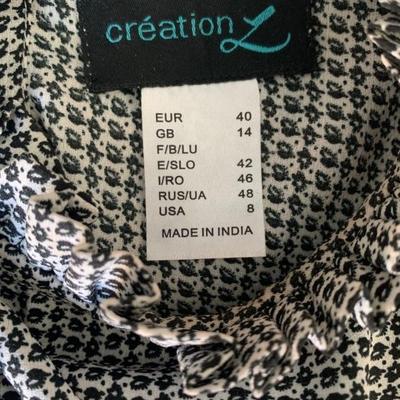 création L
EUR 40
GB 14
F/B/LU
E/SLO 42
I/RO 46
RUS/UA 48
USA 8
MADE IN INDIA